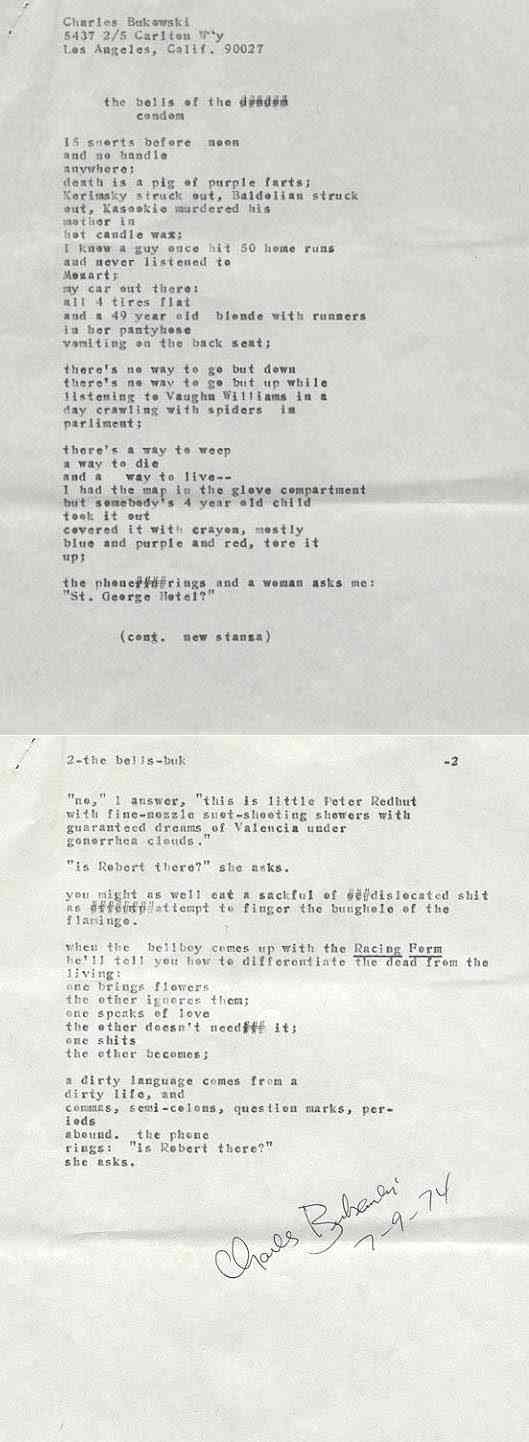 Charles Bukowski
5437 2/5 Carlton Way
Los Angeles, Calif. 90027
the bells of the
condom
15 snorts before noon
and no handle
anywhere;
death is a pig of purple farts;
Kerimsky struck out, Baldelian struck
out, Kasookie murdered his
mother in
hot candle wax;
I know a guy once hit 50 home runs
and never listened to
Mozart;
my car out there:
all 4 tires flat
and a 49 year old blonde with runners
in her pantyhose
vomiting on the back seat;
there's no way to go but down
there's no way to go but up while
listening to Vaughn Williams in a
day crawling with spiders in
parliment;
there's a way to weep
a way to die
and a way to live--
I had the map in the glove compartment
but somebody's 4 year old child
took it out
covered it with crayon, mostly
blue and purple and red, tore it
up;
the phone rings and a woman asks me:
"St. George Hotel?"
(cont. new stanza)
2-the bells-buk -2
"no," I answer, "this is little Peter Redhut
with fine-nozzle suet-shooting showers with
guaranteed dreams of Valencia under
gonorrhea clouds."
"is Robert there?" she asks.
you might as well eat a sackful of dislocated shit
as attempt to finger the bunghole of the
flamingo.
when the bellboy comes up with the Racing Form
he'll tell you how to differentiate the dead from the
living:
one brings flowers
the other ignores them;
one speaks of love
the other doesn't need it;
one shits
the other becomes;
a dirty language comes from a
dirty life, and
commas, semi-colons, question marks, per-
iods
abound. the phone
rings: "is Robert there?"
she asks.
Charles Bukowski
7-9-74